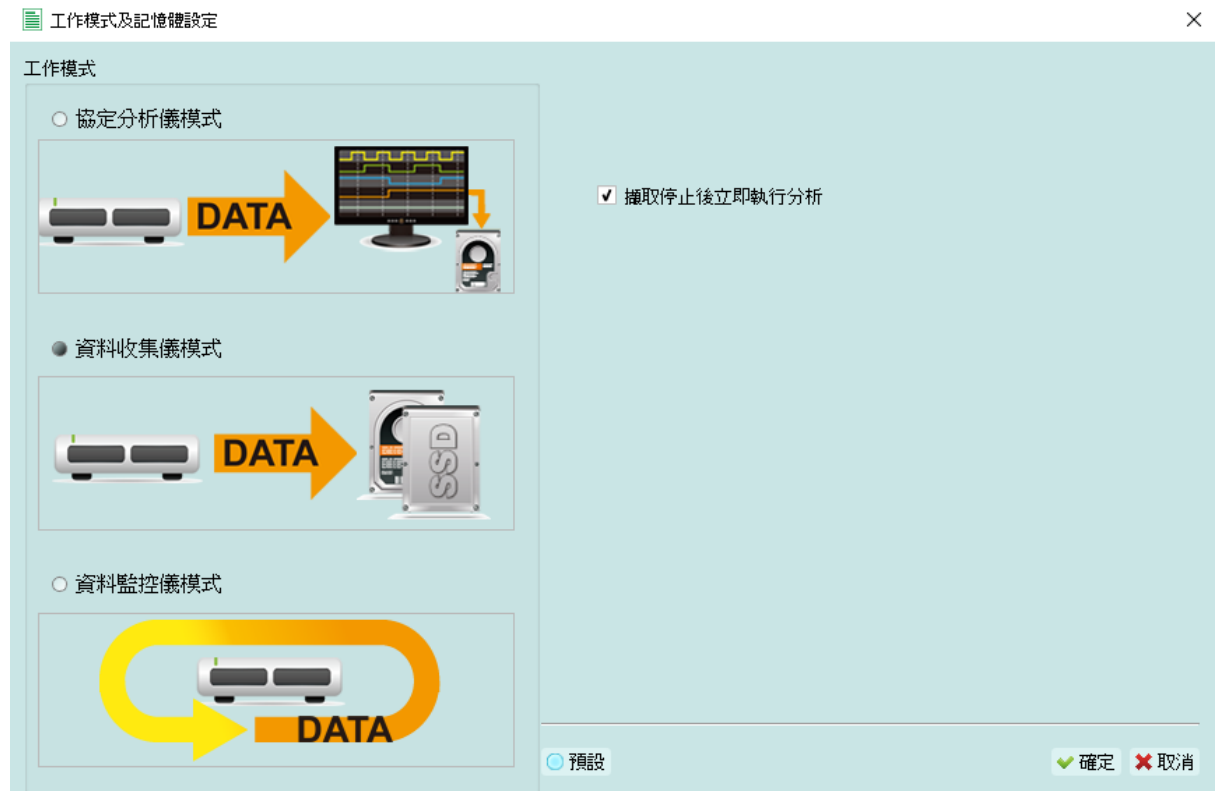 工作模式及記憶體設定
工作模式
協定分析儀模式
DATA
擷取停止後立即執行分析
資料收集儀模式
DATA
SSD
資料監控儀模式
DATA
預設
確定
取消